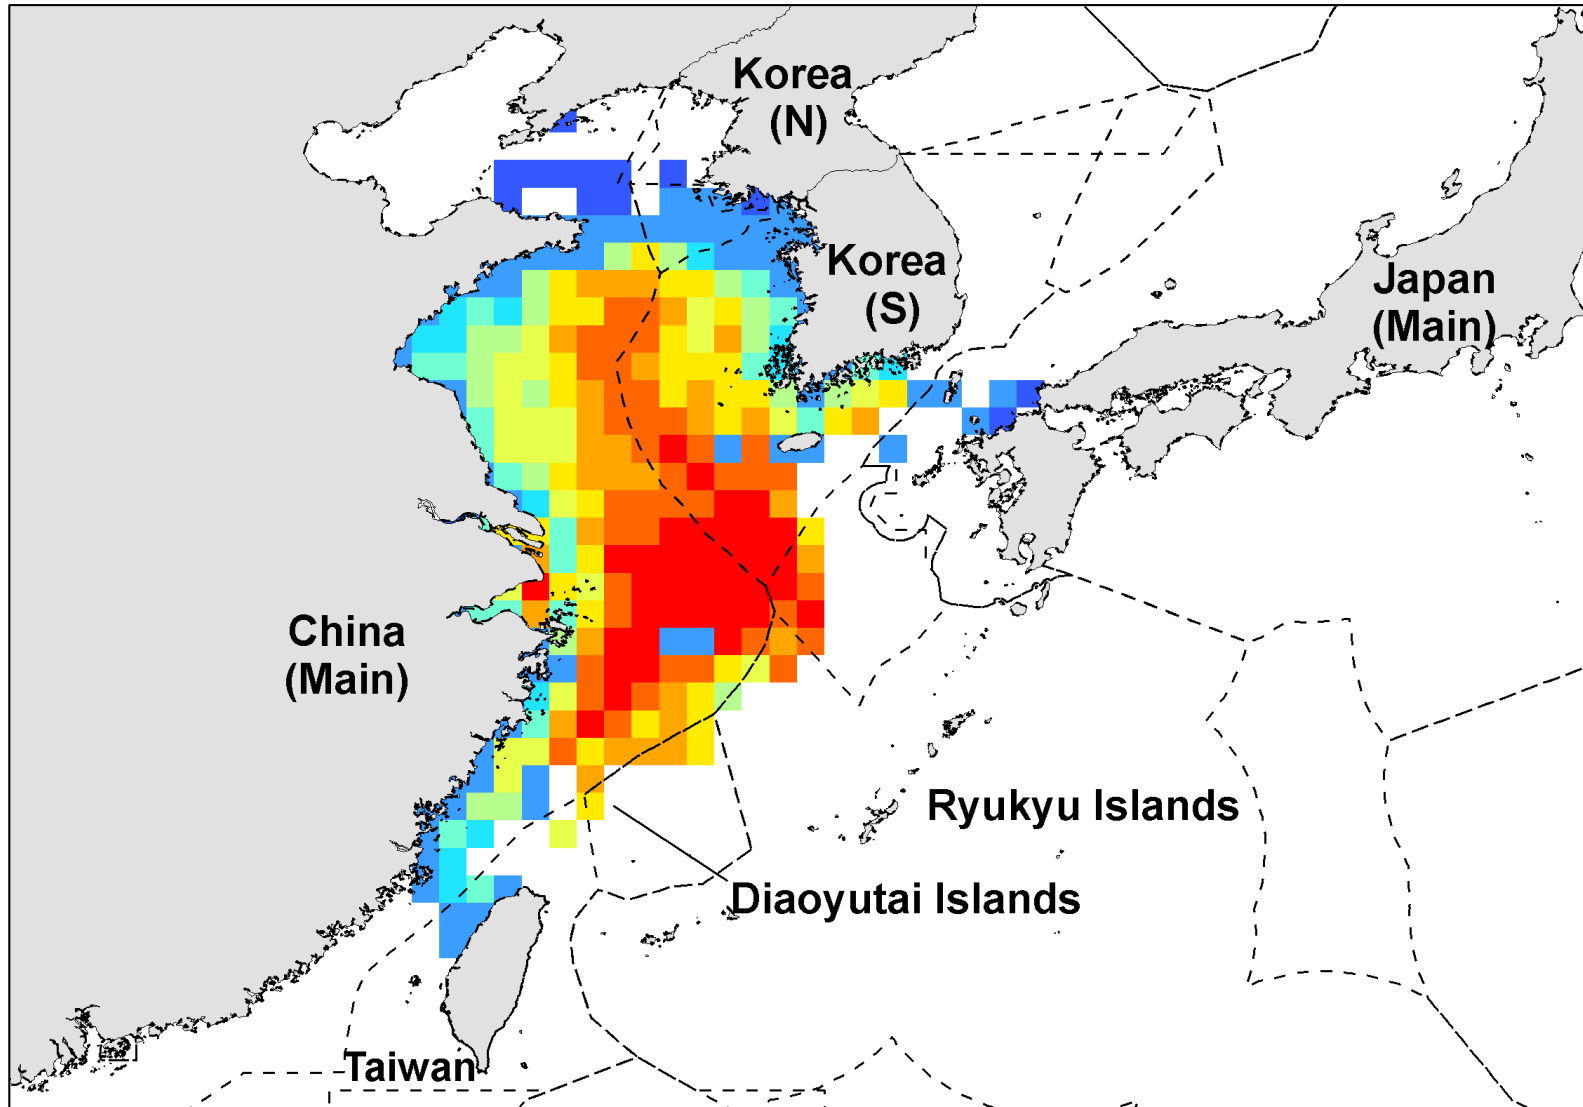 Korea
(N)
Korea
(S)
Japan
(Main)
China
(Main)
Ryukyu Islands
Diaoyutai Islands
Taiwan